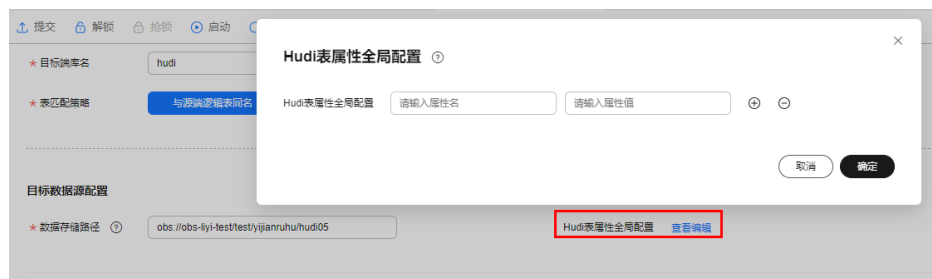 提交 解锁 抢锁 启动
* 目标端库名 hudi
* 表匹配策略 与源端逻辑表同名
Hudi表属性全局配置
Hudi表属性全局配置 请输入属性名 请输入属性值
取消 确定
目标数据源配置
* 数据存储路径 obs://obs-liyi-test/test/yijianruhu/hudi05 Hudi表属性全局配置 查看编辑